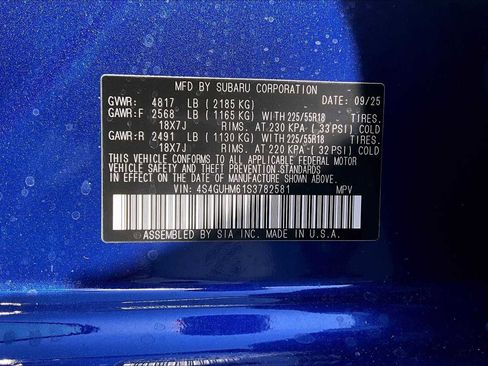 MFD BY SUBARU CORPORATION
GVWR: 4817 LB (2185 KG) DATE: 09/25
GAWR:F 2568 LB (1165 KG) WITH 225/55R18 TIRES.
18X7J RIMS. AT 230 KPA (33 PSI) COLD
GAWR:R 2491 LB (1130 KG) WITH 225/55R18 TIRES.
18X7J RIMS. AT 220 KPA (32 PSI) COLD
THIS VEHICLE CONFORMS TO ALL APPLICABLE FEDERAL MOTOR
VEHICLE SAFETY AND THEFT PREVENTION STANDARDS IN EFFECT
ON THE DATE OF MANUFACTURE SHOWN ABOVE.
VIN: 4S4GUHM61S3782581 MPV
ASSEMBLED BY SIA INC. MADE IN U.S.A.